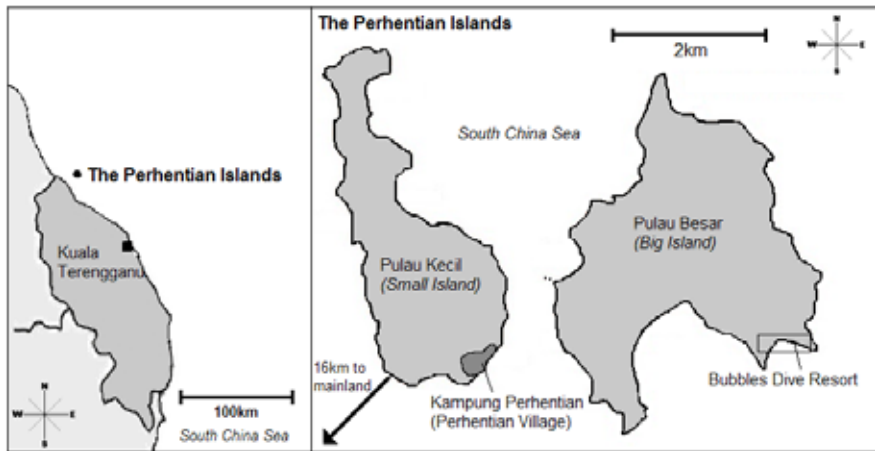 The Perhentian Islands
Kuala
Terengganu
100km
South China Sea
N
W
E
S
The Perhentian Islands
2km
N
W
E
S
South China Sea
Pulau Besar
(Big Island)
Pulau Kecil
(Small Island)
16km to
mainland
Bubbles Dive Resort
Kampung Perhentian
(Perhentian Village)